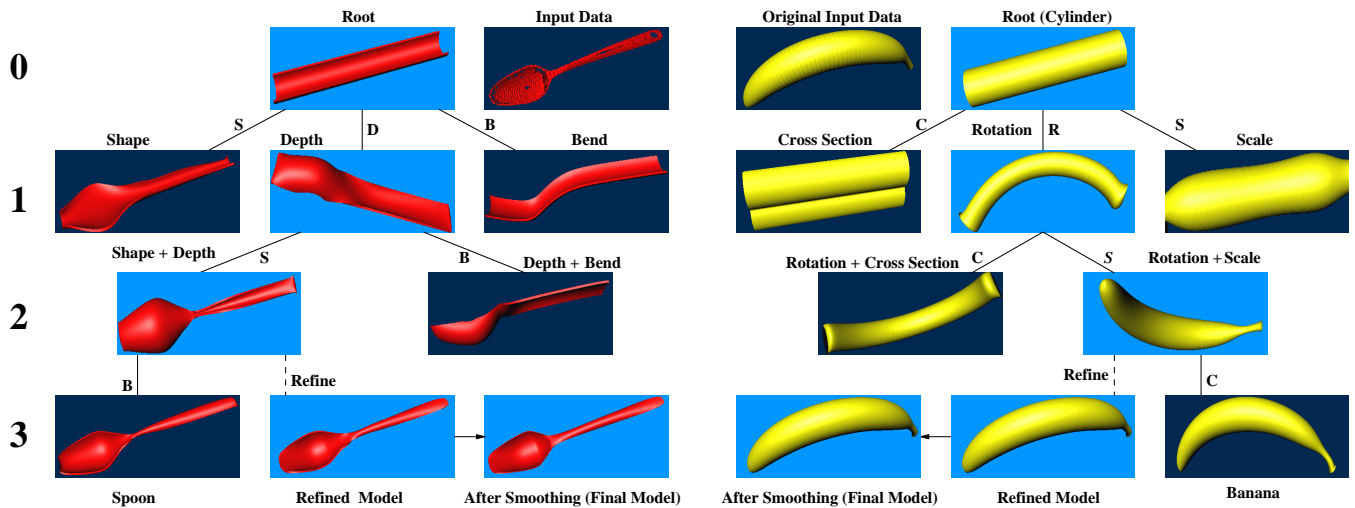 Root
Input Data
Original Input Data
Root (Cylinder)
0
S
D
B
C
Rotation
R
S
Shape
Depth
Bend
Cross Section
Scale
1
Shape + Depth
S
B
Depth + Bend
Rotation + Cross Section
C
S
Rotation + Scale
2
B
Refine
Refine
C
3
Spoon
Refined Model
After Smoothing (Final Model)
After Smoothing (Final Model)
Refined Model
Banana